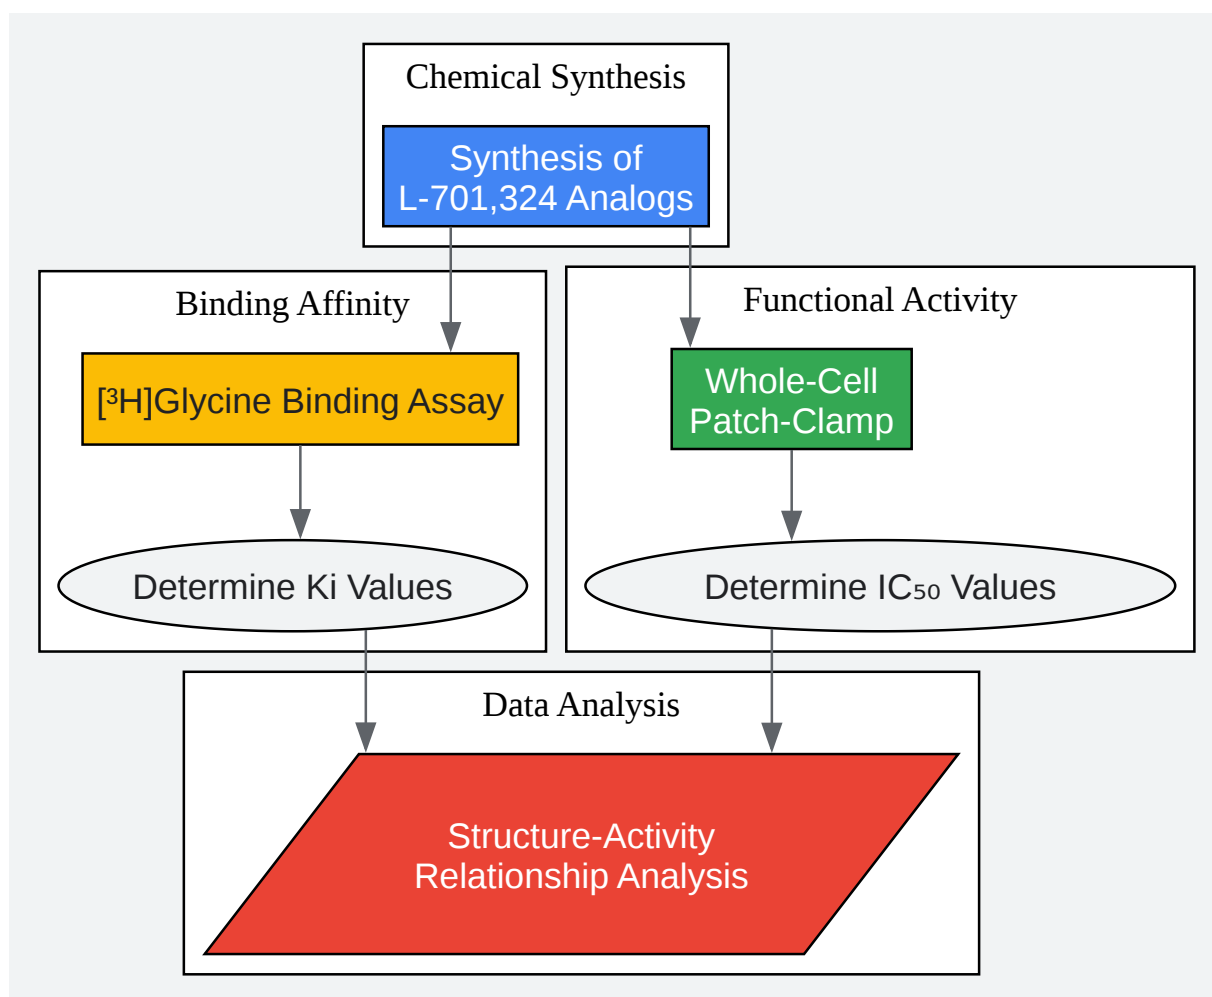 Chemical Synthesis
Synthesis of
L-701,324 Analogs
Binding Affinity
[³H]Glycine Binding Assay
Determine Ki Values
Functional Activity
Whole-Cell
Patch-Clamp
Determine IC₅₀ Values
Data Analysis
Structure-Activity
Relationship Analysis